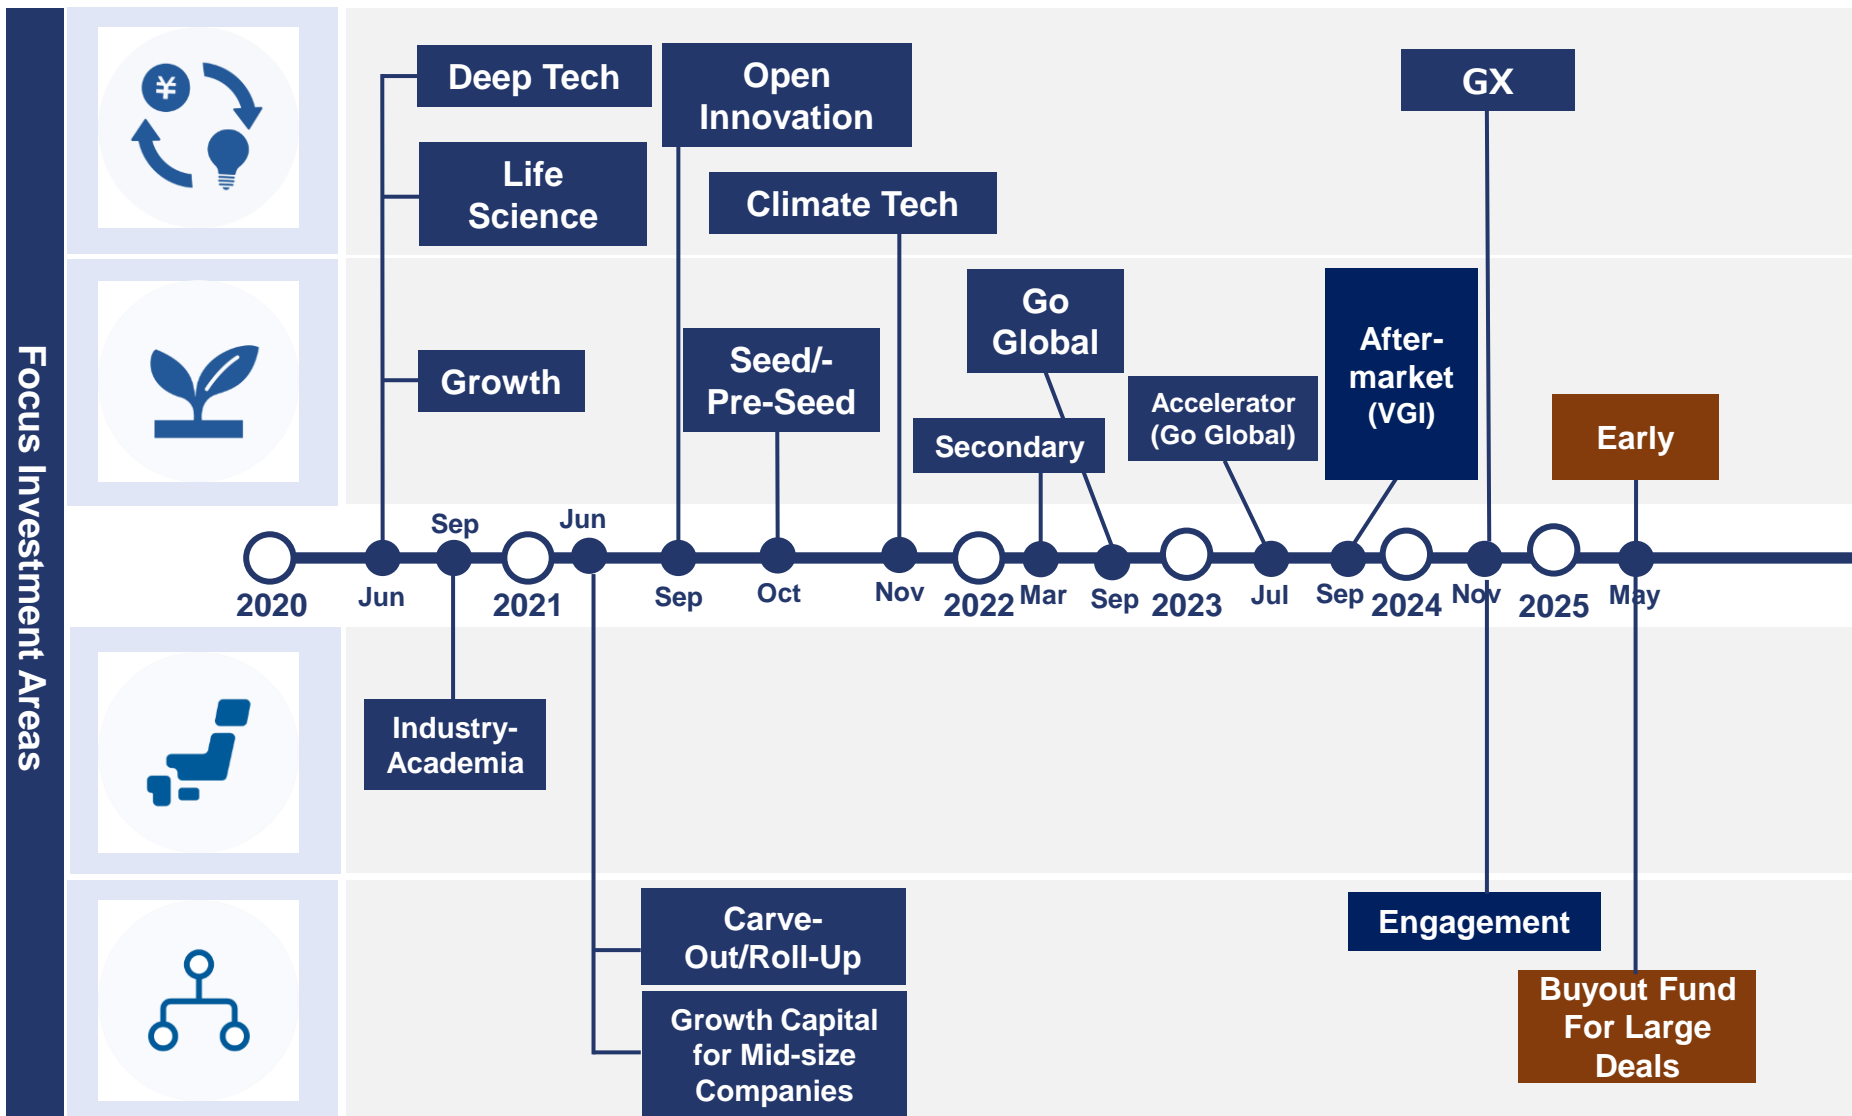 Focus Investment Areas
¥
Deep Tech
Life
Science
Open
Innovation
Climate Tech
GX
Growth
Seed/-
Pre-Seed
Go
Global
Secondary
Accelerator
(Go Global)
After-
market
(VGI)
Early
2020
Jun
Sep
2021
Jun
Sep
Oct
Nov
2022
Mar
Sep
2023
Jul
Sep
2024
Nov
2025
May
Industry-
Academia
Carve-
Out/Roll-Up
Growth Capital
for Mid-size
Companies
Engagement
Buyout Fund
For Large
Deals